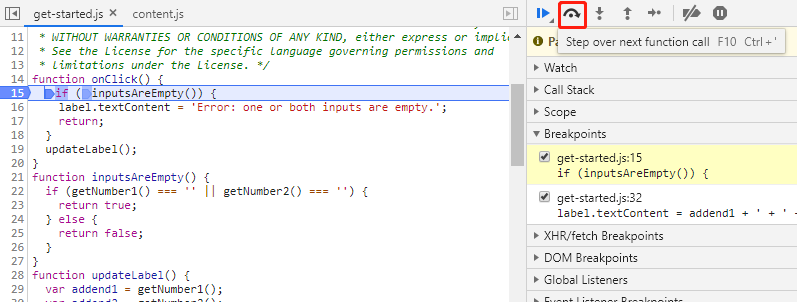 get-started.js × content.js
11 * WITHOUT WARRANTIES OR CONDITIONS OF ANY KIND, either express or implie
12 * See the License for the specific language governing permissions and
13 * limitations under the License. */
14 function onClick() {
15 if ( inputsAreEmpty()) {
16 label.textContent = 'Error: one or both inputs are empty.';
17 return;
18 }
19 updateLabel();
20 }
21 function inputsAreEmpty() {
22 if (getNumber1() === '' || getNumber2() === '') {
23 return true;
24 } else {
25 return false;
26 }
27 }
28 function updateLabel() {
29 var addend1 = getNumber1();
Pa
Step over next function call F10 Ctrl+'
Watch
Call Stack
Scope
Breakpoints
get-started.js:15
if (inputsAreEmpty()) {
get-started.js:32
label.textContent = addend1 + ' + ' +
XHR/fetch Breakpoints
DOM Breakpoints
Global Listeners
Event Listener Breakpoints